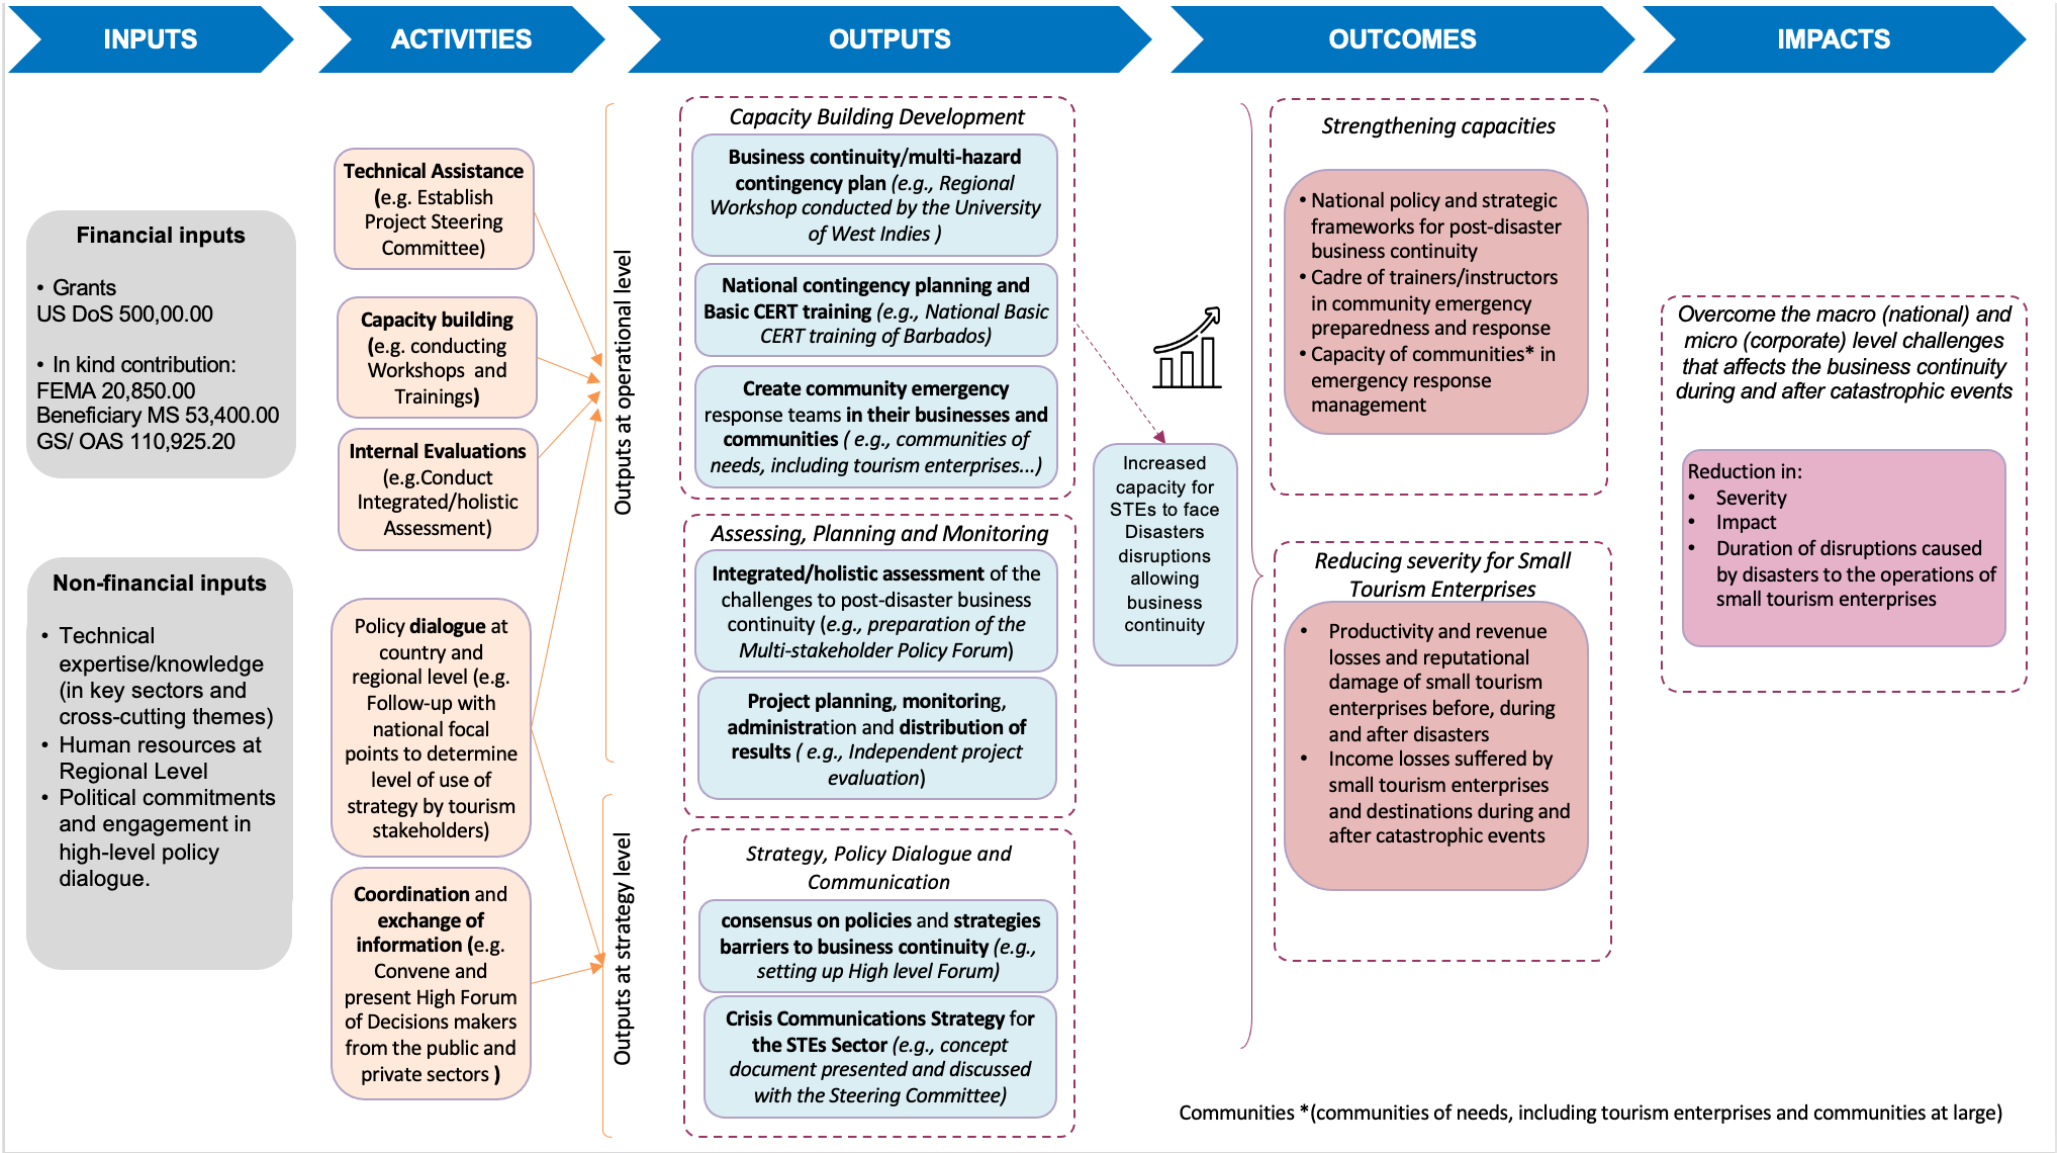 INPUTS
ACTIVITIES
OUTPUTS
OUTCOMES
IMPACTS
Financial inputs
• Grants
US DoS 500,00.00
• In kind contribution:
FEMA 20,850.00
Beneficiary MS 53,400.00
GS/ OAS 110,925.20
Non-financial inputs
• Technical
expertise/knowledge
(in key sectors and
cross-cutting themes)
• Human resources at
Regional Level
• Political commitments
and engagement in
high-level policy
dialogue.
Technical Assistance
(e.g. Establish
Project Steering
Committee)
Capacity building
(e.g. conducting
Workshops and
Trainings)
Internal Evaluations
(e.g.Conduct
Integrated/holistic
Assessment)
Policy dialogue at
country and
regional level (e.g.
Follow-up with
national focal
points to determine
level of use of
strategy by tourism
stakeholders)
Coordination and
exchange of
information (e.g.
Convene and
present High Forum
of Decisions makers
from the public and
private sectors )
Outputs at operational level
Outputs at strategy level
Capacity Building Development
Business continuity/multi-hazard
contingency plan (e.g., Regional
Workshop conducted by the University
of West Indies )
National contingency planning and
Basic CERT training (e.g., National Basic
CERT training of Barbados)
Create community emergency
response teams in their businesses and
communities ( e.g., communities of
needs, including tourism enterprises...)
Assessing, Planning and Monitoring
Integrated/holistic assessment of the
challenges to post-disaster business
continuity (e.g., preparation of the
Multi-stakeholder Policy Forum)
Project planning, monitoring,
administration and distribution of
results ( e.g., Independent project
evaluation)
Strategy, Policy Dialogue and
Communication
consensus on policies and strategies
barriers to business continuity (e.g.,
setting up High level Forum)
Crisis Communications Strategy for
the STEs Sector (e.g., concept
document presented and discussed
with the Steering Committee)
Increased
capacity for
STEs to face
Disasters
disruptions
allowing
business
continuity
Strengthening capacities
• National policy and strategic
frameworks for post-disaster
business continuity
• Cadre of trainers/instructors
in community emergency
preparedness and response
• Capacity of communities* in
emergency response
management
Reducing severity for Small
Tourism Enterprises
• Productivity and revenue
losses and reputational
damage of small tourism
enterprises before, during
and after disasters
• Income losses suffered by
small tourism enterprises
and destinations during and
after catastrophic events
Overcome the macro (national) and
micro (corporate) level challenges
that affects the business continuity
during and after catastrophic events
Reduction in:
• Severity
• Impact
• Duration of disruptions caused
by disasters to the operations of
small tourism enterprises
Communities *(communities of needs, including tourism enterprises and communities at large)